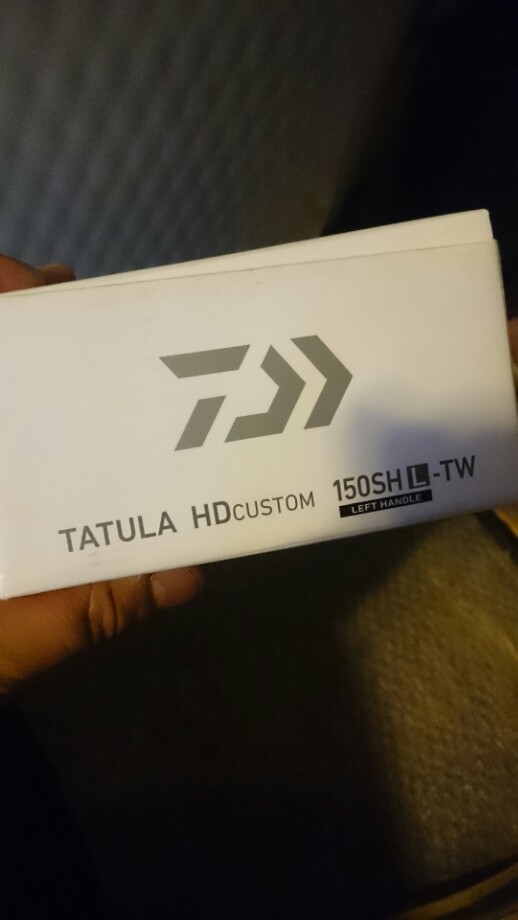 TATULA HDCUSTOM 150SHL-TW
LEFT HANDLE